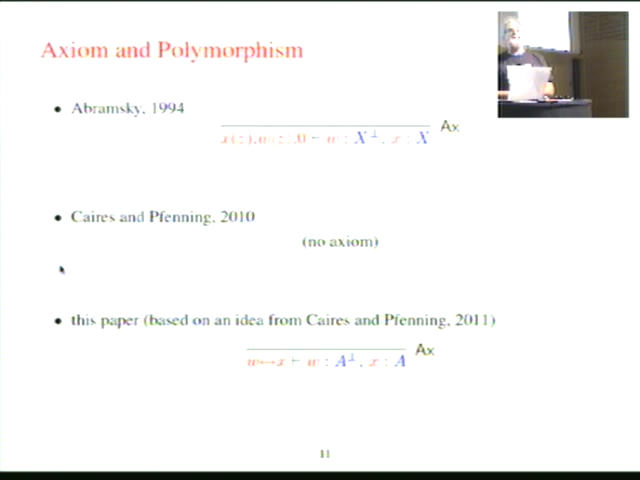 Axiom and Polymorphism
• Abramsky, 1994
Ax
w : X⊥, x : X
• Caires and Pfenning, 2010
(no axiom)
• this paper (based on an idea from Caires and Pfenning, 2011)
Ax
w↔x ⊢ w : A⊥, x : A
11